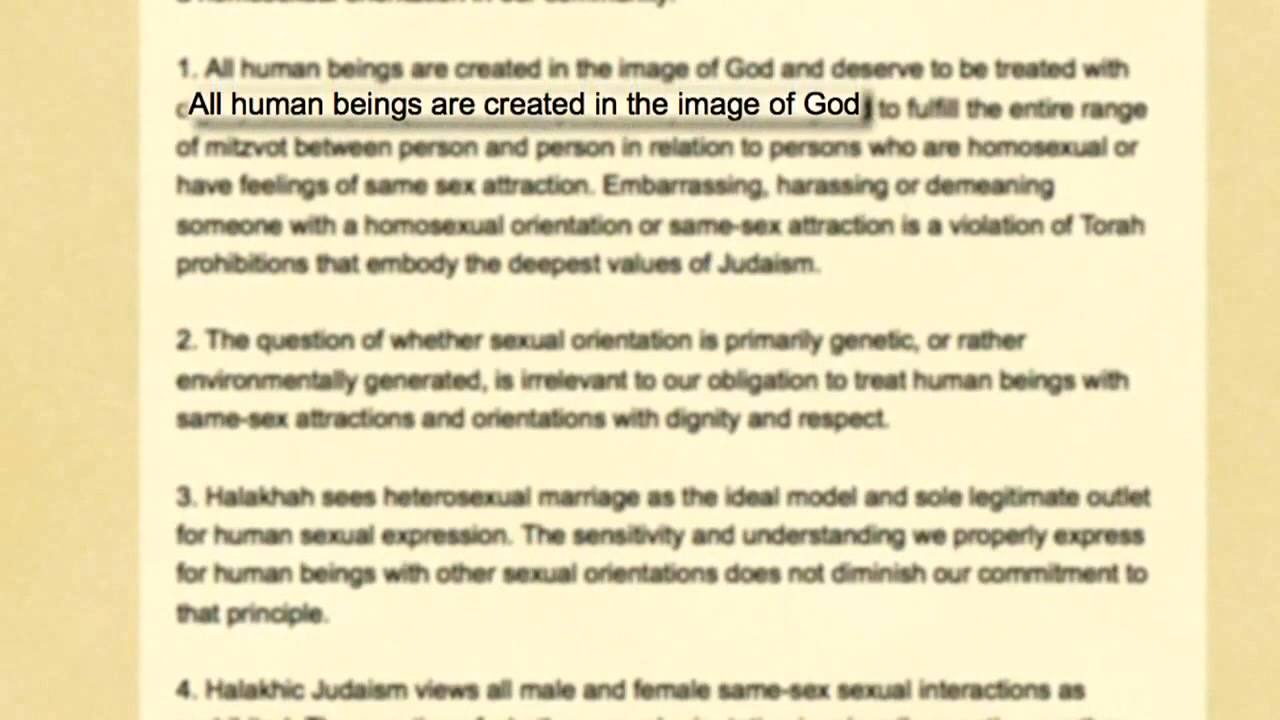 1. All human beings are created in the image of God and deserve to be treated with
All human beings are created in the image of God
to fulfill the entire range
of mitzvot between person and person in relation to persons who are homosexual or
have feelings of same sex attraction. Embarrassing, harassing or demeaning
someone with a homosexual orientation or same-sex attraction is a violation of Torah
prohibitions that embody the deepest values of Judaism.
2. The question of whether sexual orientation is primarily genetic, or rather
environmentally generated, is irrelevant to our obligation to treat human beings with
same-sex attractions and orientations with dignity and respect.
3. Halakhah sees heterosexual marriage as the ideal model and sole legitimate outlet
for human sexual expression. The sensitivity and understanding we properly express
for human beings with other sexual orientations does not diminish our commitment to
that principle.
4. Halakhic Judaism views all male and female same-sex sexual interactions as